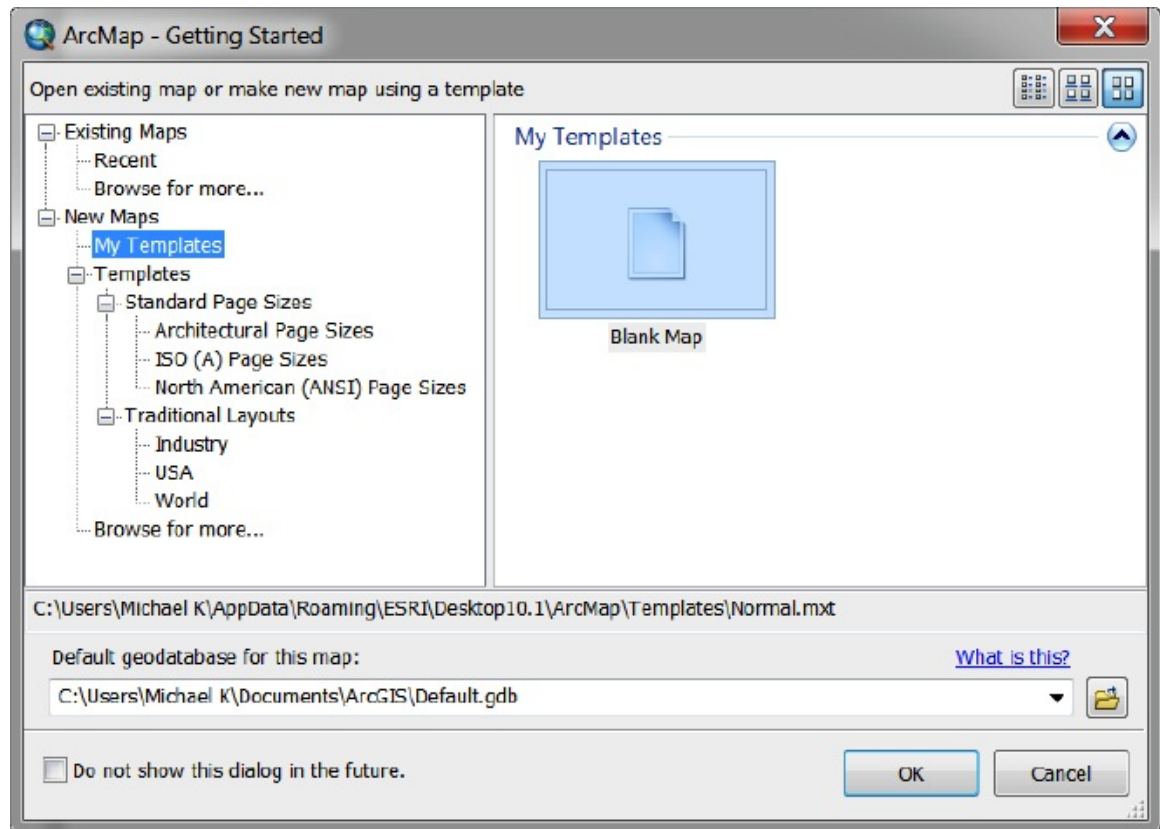 ArcMap - Getting Started
Open existing map or make new map using a template
Existing Maps
Recent
Browse for more...
New Maps
My Templates
Templates
Standard Page Sizes
Architectural Page Sizes
ISO (A) Page Sizes
North American (ANSI) Page Sizes
Traditional Layouts
Industry
USA
World
Browse for more...
My Templates
Blank Map
C:\Users\Michael K\AppData\Roaming\ESRI\Desktop10.1\ArcMap\Templates\Normal.mxt
Default geodatabase for this map:
What is this?
C:\Users\Michael K\Documents\ArcGIS\Default.gdb
Do not show this dialog in the future.
OK
Cancel